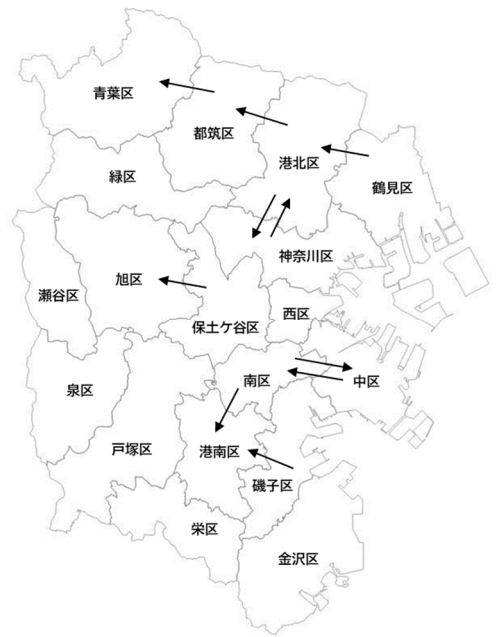 青葉区
都筑区
港北区
緑区
鶴見区
神奈川区
旭区
瀬谷区
西区
保土ケ谷区
南区
中区
泉区
戸塚区
港南区
磯子区
栄区
金沢区